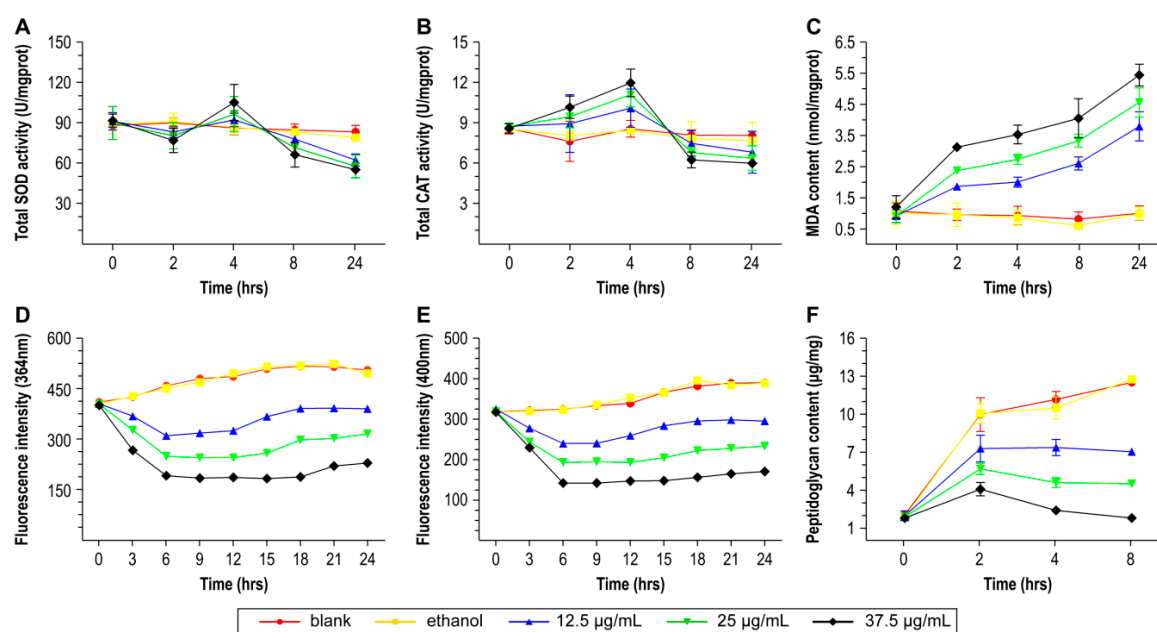 A
Total SOD activity (U/mgprot)
150
120
90
60
30
0 2 4 8 24
Time (hrs)
B
Total CAT activity (U/mgprot)
15
12
9
6
3
0 2 4 8 24
Time (hrs)
C
MDA content (nmol/mgprot)
6.5
5.5
4.5
3.5
2.5
1.5
0.5
0 2 4 8 24
Time (hrs)
D
Fluorescence intensity (364nm)
600
450
300
150
0 3 6 9 12 15 18 21 24
Time (hrs)
E
Fluorescence intensity (400nm)
500
400
300
200
100
0 3 6 9 12 15 18 21 24
Time (hrs)
F
Peptidoglycan content (μg/mg)
16
13
10
7
4
1
0 2 4 8
Time (hrs)
blank ethanol 12.5 μg/mL 25 μg/mL 37.5 μg/mL